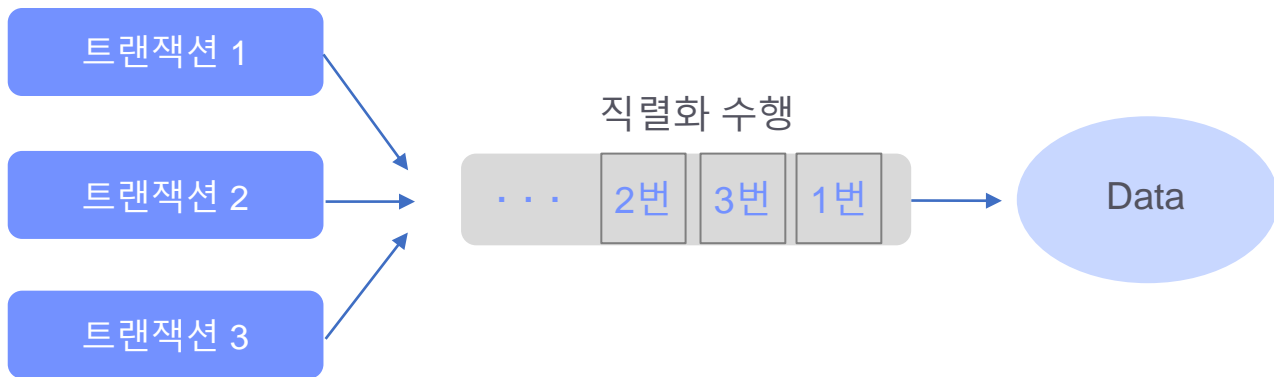 트랜잭션 1
직렬화 수행
트랜잭션 2
· · · 2번 3번 1번
Data
트랜잭션 3